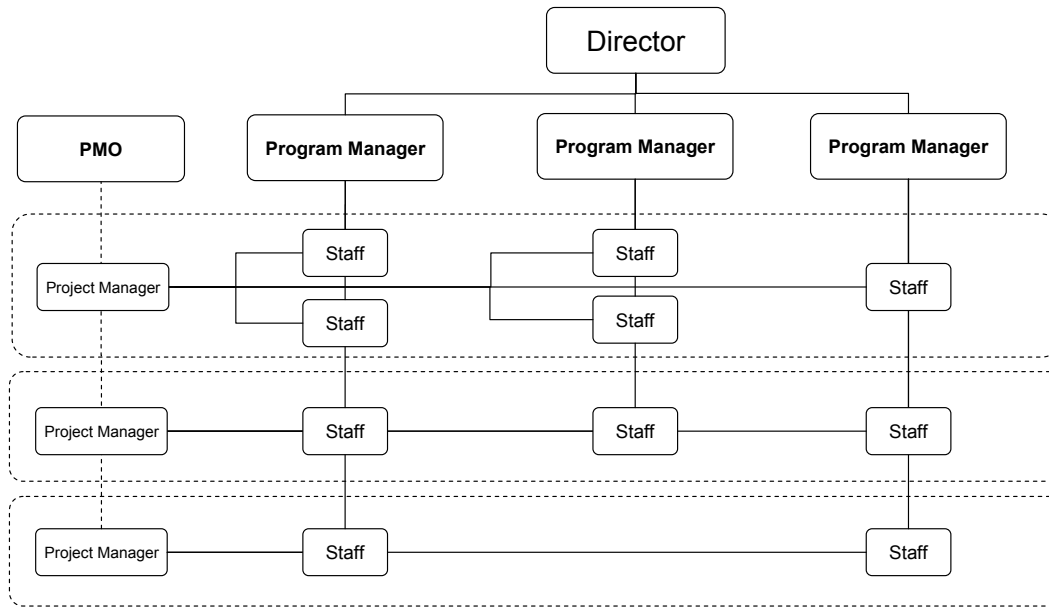 Director
PMO
Program Manager
Program Manager
Program Manager
Staff
Staff
Project Manager
Staff
Staff
Staff
Project Manager
Staff
Staff
Staff
Project Manager
Staff
Staff